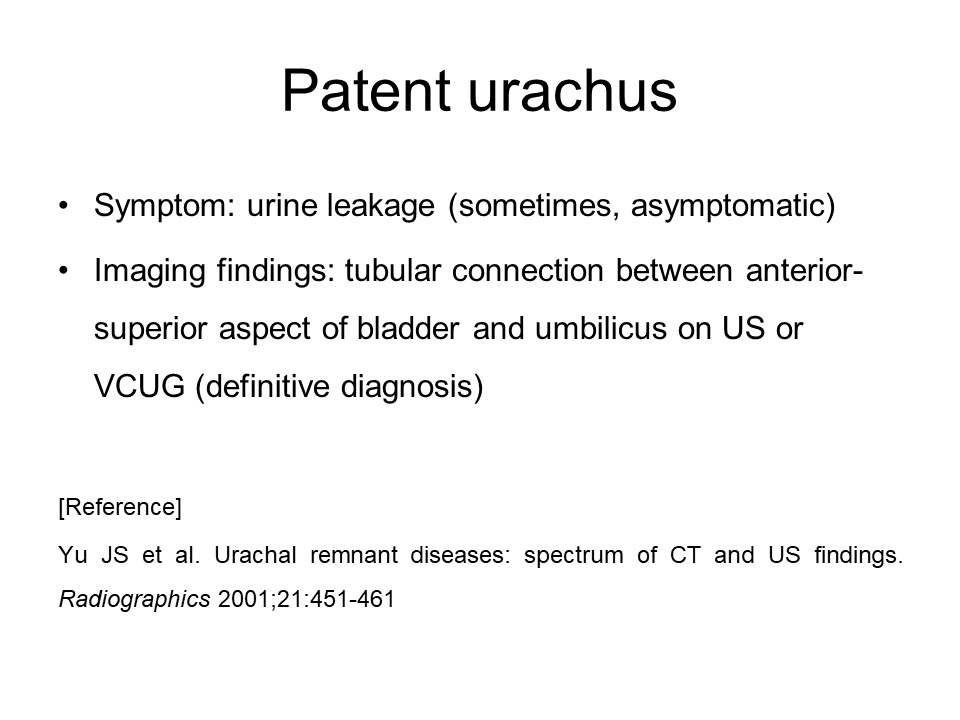 Patent urachus
• Symptom: urine leakage (sometimes, asymptomatic)
• Imaging findings: tubular connection between anterior-
superior aspect of bladder and umbilicus on US or
VCUG (definitive diagnosis)
[Reference]
Yu JS et al. Urachal remnant diseases: spectrum of CT and US findings.
Radiographics 2001;21:451-461